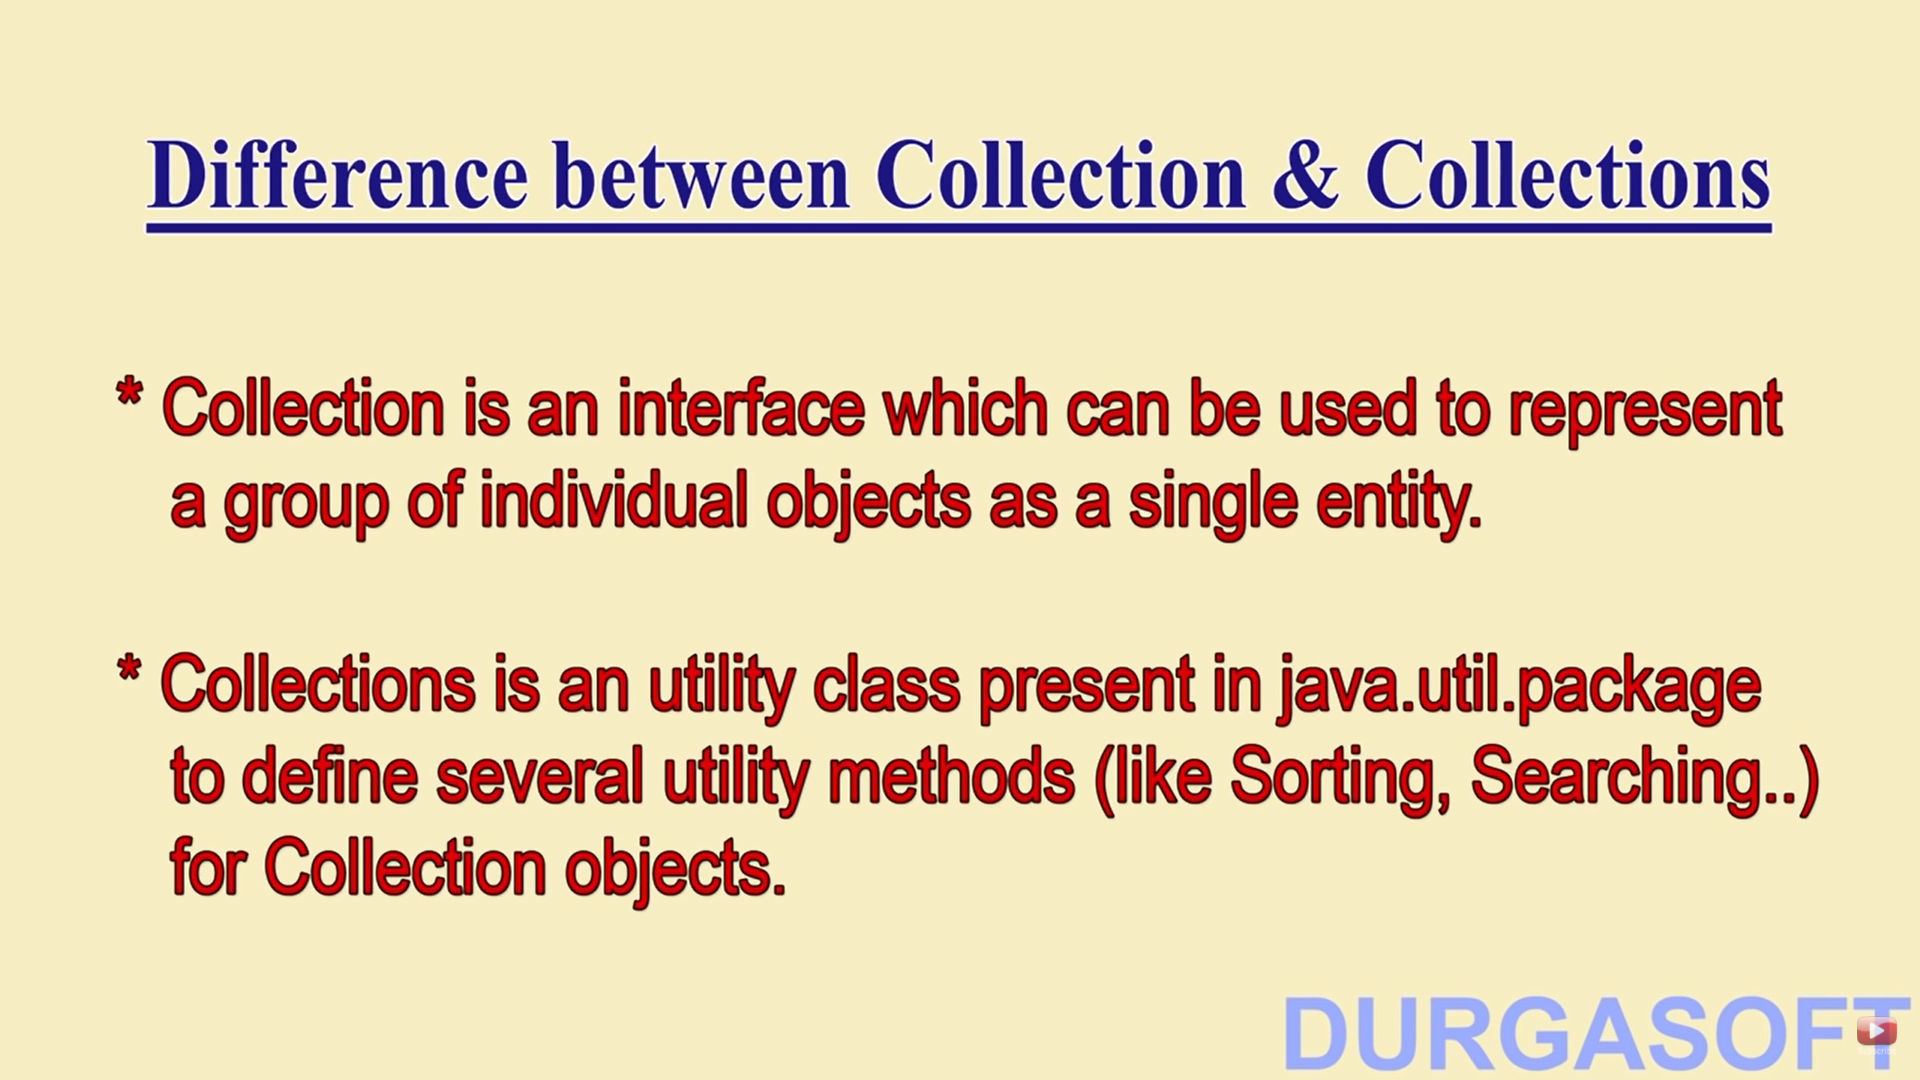 Difference between Collection & Collections
* Collection is an interface which can be used to represent
a group of individual objects as a single entity.
* Collections is an utility class present in java.util.package
to define several utility methods (like Sorting, Searching..)
for Collection objects.
DURGASOFT